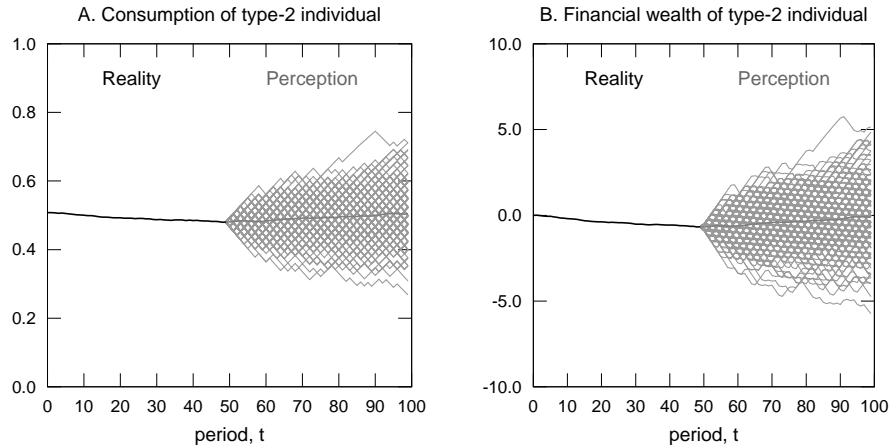 A. Consumption of type-2 individual
1.0
0.8
0.6
0.4
0.2
0.0
Reality
Perception
0 10 20 30 40 50 60 70 80 90 100
period, t
B. Financial wealth of type-2 individual
10.0
5.0
0.0
-5.0
-10.0
Reality
Perception
0 10 20 30 40 50 60 70 80 90 100
period, t